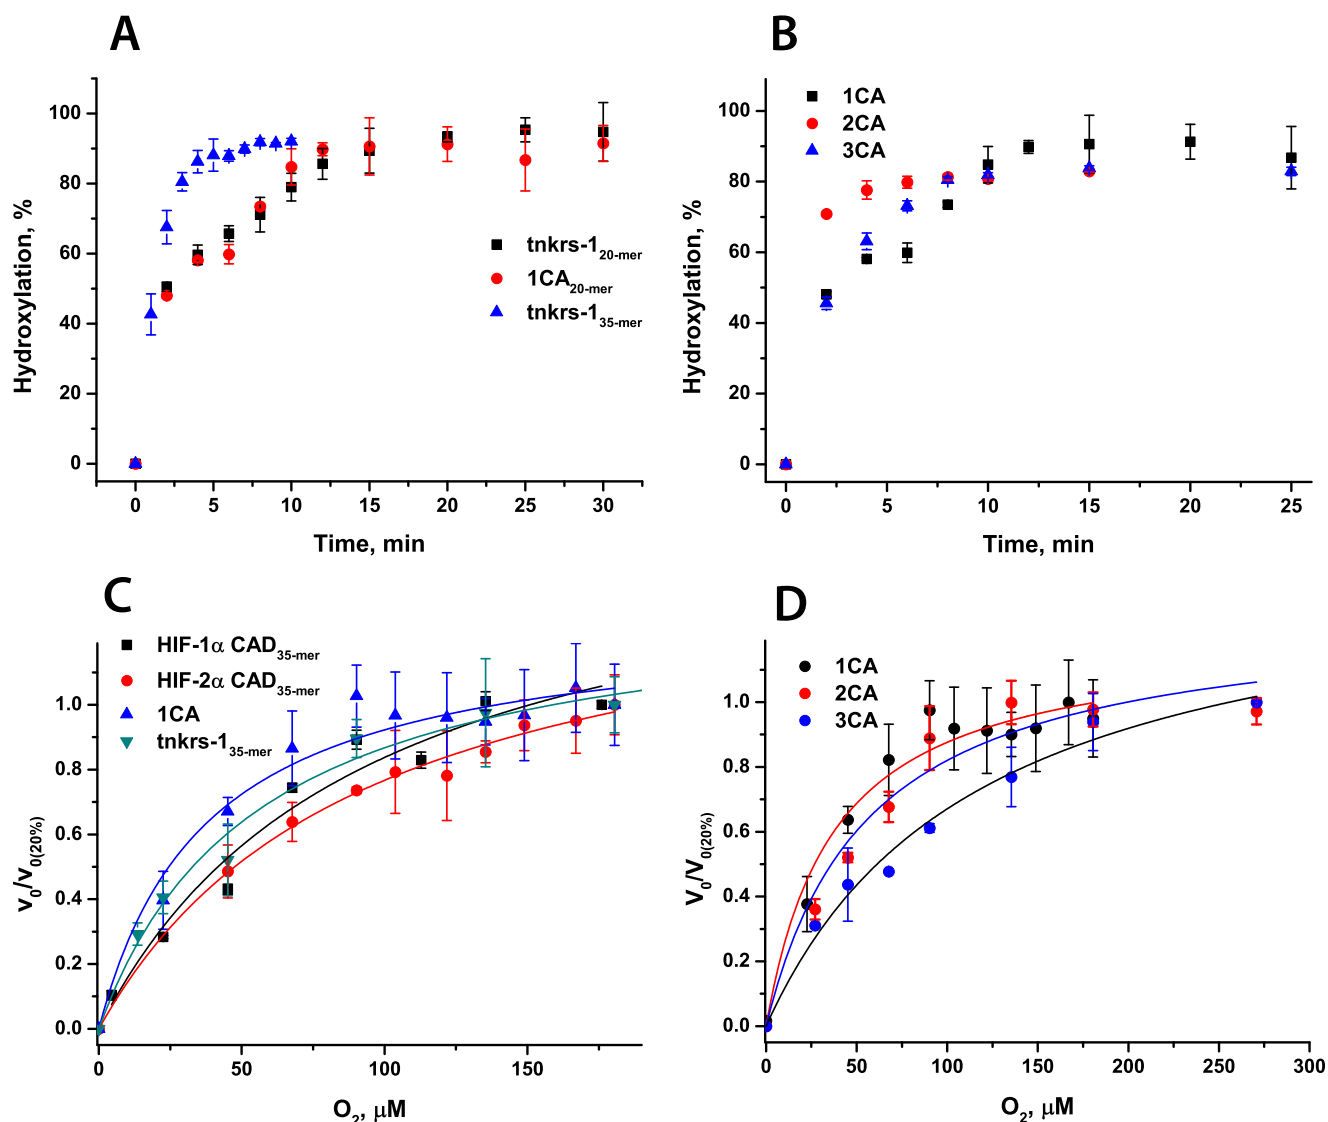 A
Hydroxylation, %
100
80
60
40
20
0
tnkrs-120-mer
1CA20-mer
tnkrs-135-mer
0 5 10 15 20 25 30
Time, min
B
Hydroxylation, %
100
80
60
40
20
0
1CA
2CA
3CA
0 5 10 15 20 25
Time, min
C
v0/v0(20%)
1.0
0.8
0.6
0.4
0.2
0.0
HIF-1α CAD35-mer
HIF-2α CAD35-mer
1CA
tnkrs-135-mer
0 50 100 150
O2, μM
D
v0/v0(20%)
1.0
0.8
0.6
0.4
0.2
0.0
1CA
2CA
3CA
0 50 100 150 200 250 300
O2, μM